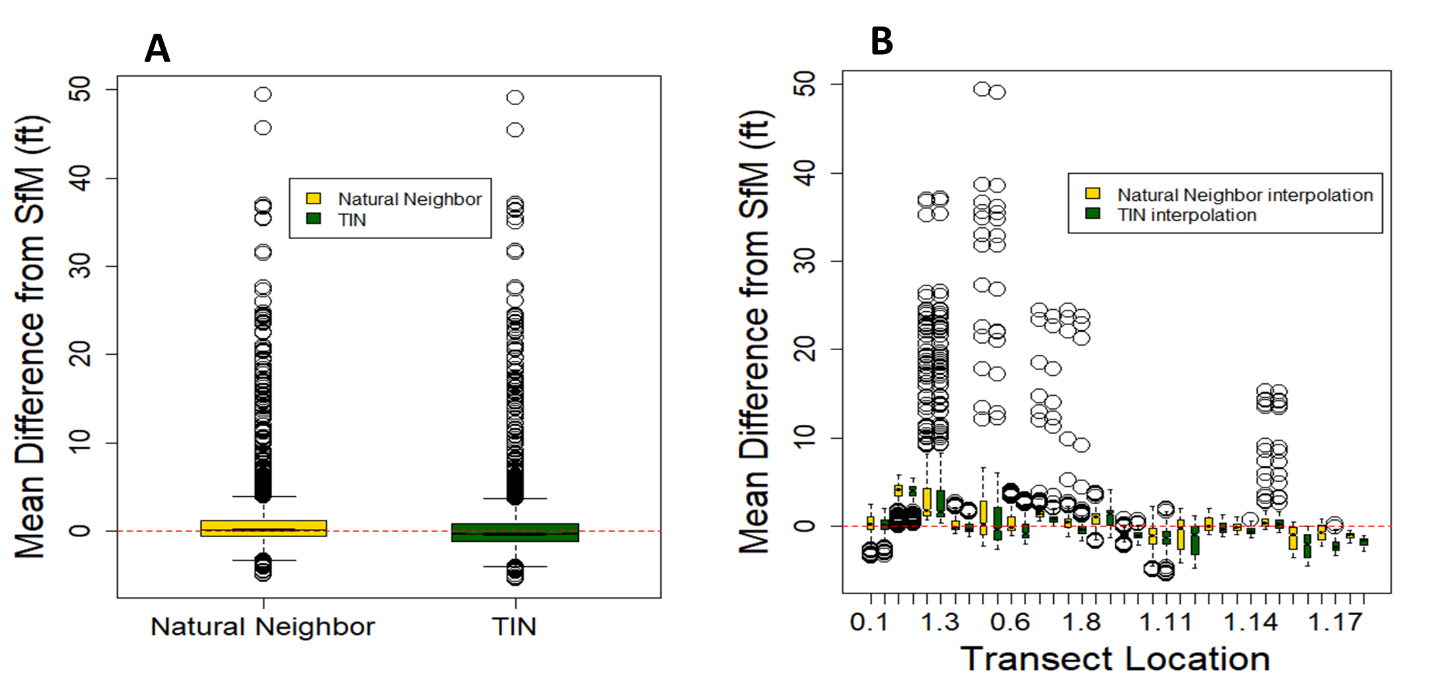 A
Mean Difference from SfM (ft)
50
40
30
20
10
0
Natural Neighbor
TIN
Natural Neighbor
TIN
B
Mean Difference from SfM (ft)
50
40
30
20
10
0
Natural Neighbor interpolation
TIN interpolation
0.1 1.3 0.6 1.8 1.11 1.14 1.17
Transect Location